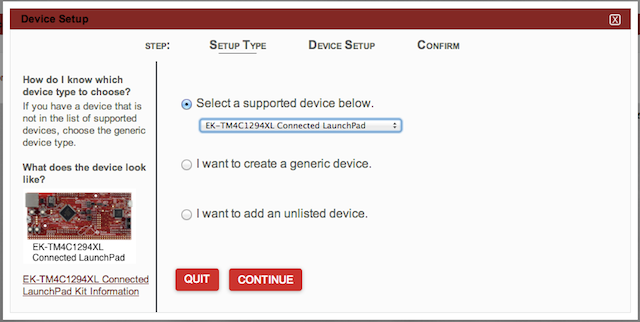 Device Setup
X
STEP: SETUP TYPE DEVICE SETUP CONFIRM
How do I know which
device type to choose?
If you have a device that is
not in the list of
supported devices,
choose the generic
device type.
What does the device look
like?
EK-TM4C1294XL
Connected LaunchPad
EK-TM4C1294XL Connected
LaunchPad Kit Information
Select a supported device below.
EK-TM4C1294XL Connected LaunchPad
I want to create a generic device.
I want to add an unlisted device.
QUIT CONTINUE